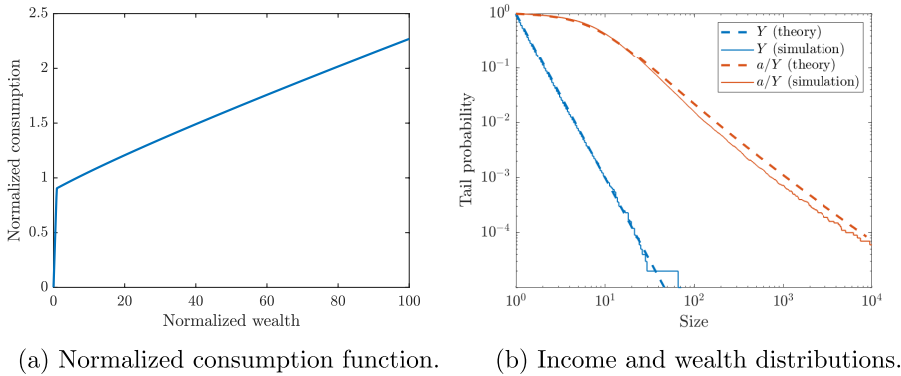 2.5
2
1.5
1
0.5
0
Normalized consumption
0 20 40 60 80 100
Normalized wealth
(a) Normalized consumption function.
10^0
10^{-1}
10^{-2}
10^{-3}
10^{-4}
Tail probability
Y (theory)
Y (simulation)
a/Y (theory)
a/Y (simulation)
10^0 10^1 10^2 10^3 10^4
Size
(b) Income and wealth distributions.